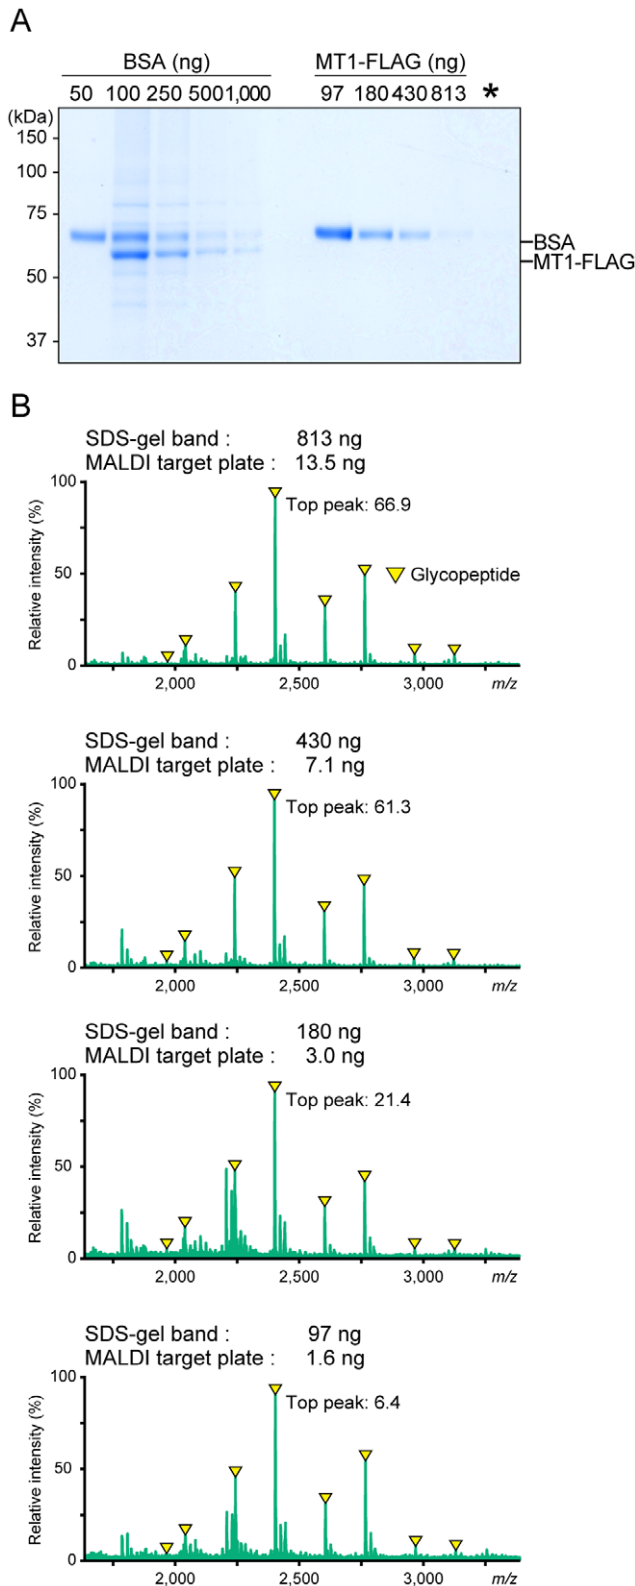 A
BSA (ng)
MT1-FLAG (ng)
50 100 250 500 1,000
97 180 430 813 *
(kDa)
150
100
75
50
37
BSA
MT1-FLAG
B
SDS-gel band : 813 ng
MALDI target plate : 13.5 ng
Relative intensity (%)
100
50
0
Top peak: 66.9
Glycopeptide
2,000 2,500 3,000 m/z
SDS-gel band : 430 ng
MALDI target plate : 7.1 ng
Relative intensity (%)
100
50
0
Top peak: 61.3
2,000 2,500 3,000 m/z
SDS-gel band : 180 ng
MALDI target plate : 3.0 ng
Relative intensity (%)
100
50
0
Top peak: 21.4
2,000 2,500 3,000 m/z
SDS-gel band : 97 ng
MALDI target plate : 1.6 ng
Relative intensity (%)
100
50
0
Top peak: 6.4
2,000 2,500 3,000 m/z